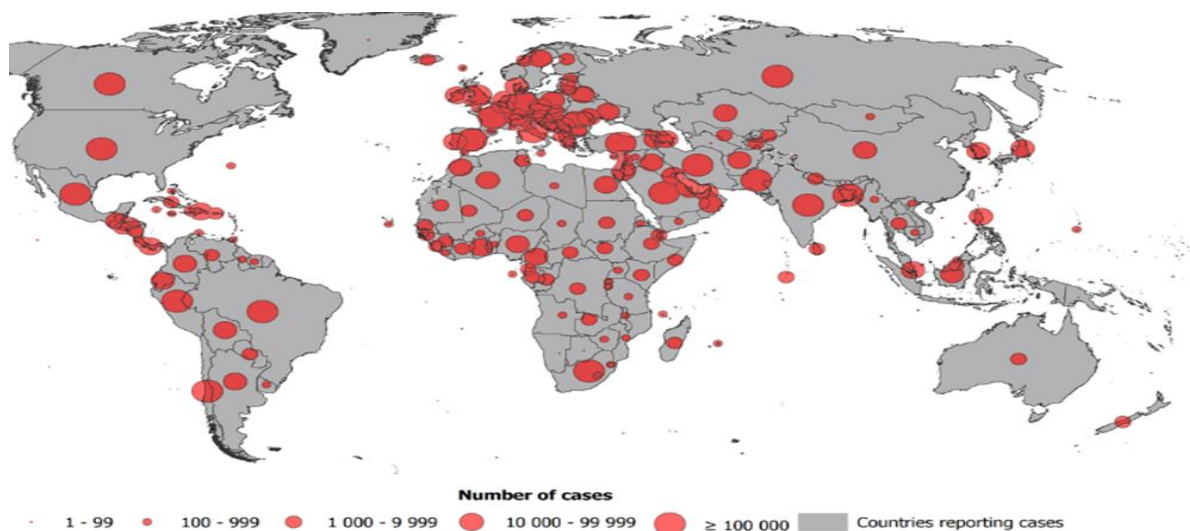 Number of cases
1 - 99 100 - 999 1 000 - 9 999 10 000 - 99 999 ≥ 100 000 Countries reporting cases